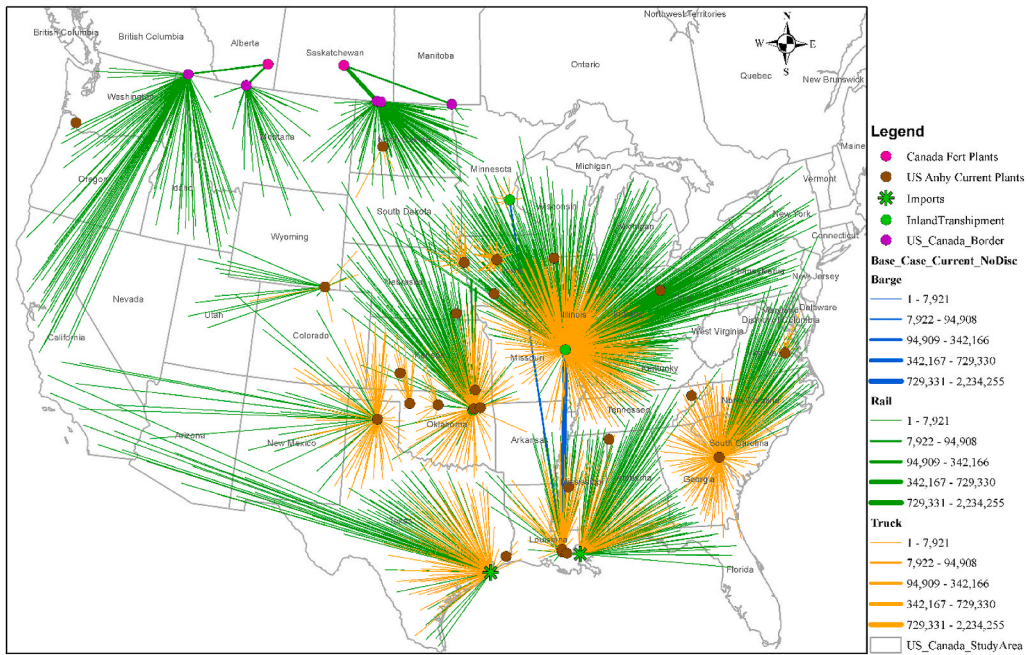 Northwest Territories
British Columbia
British Columbia
Alberta
Saskatchewan
Manitoba
Ontario
Quebec
New Brunswick
N
W E
S
Maine
Washington
Montana
Minnesota
Michigan
Vermont
Oregon
Idaho
South Dakota
Wisconsin
Michigan
New York
Connecticut
Wyoming
Nebraska
Pennsylvania
New Jersey
Nevada
Utah
Illinois
Maryland
Delaware
District of Columbia
California
Colorado
West Virginia
Missouri
Kentucky
Arizona
New Mexico
Oklahoma
Arkansas
Tennessee
North Carolina
South Carolina
Mississippi
Georgia
Texas
Louisiana
Florida
Legend
Canada Fort Plants
US Anby Current Plants
Imports
InlandTranshipment
US_Canada_Border
Base_Case_Current_NoDisc
Barge
1 - 7,921
7,922 - 94,908
94,909 - 342,166
342,167 - 729,330
729,331 - 2,234,255
Rail
1 - 7,921
7,922 - 94,908
94,909 - 342,166
342,167 - 729,330
729,331 - 2,234,255
Truck
1 - 7,921
7,922 - 94,908
94,909 - 342,166
342,167 - 729,330
729,331 - 2,234,255
US_Canada_StudyArea